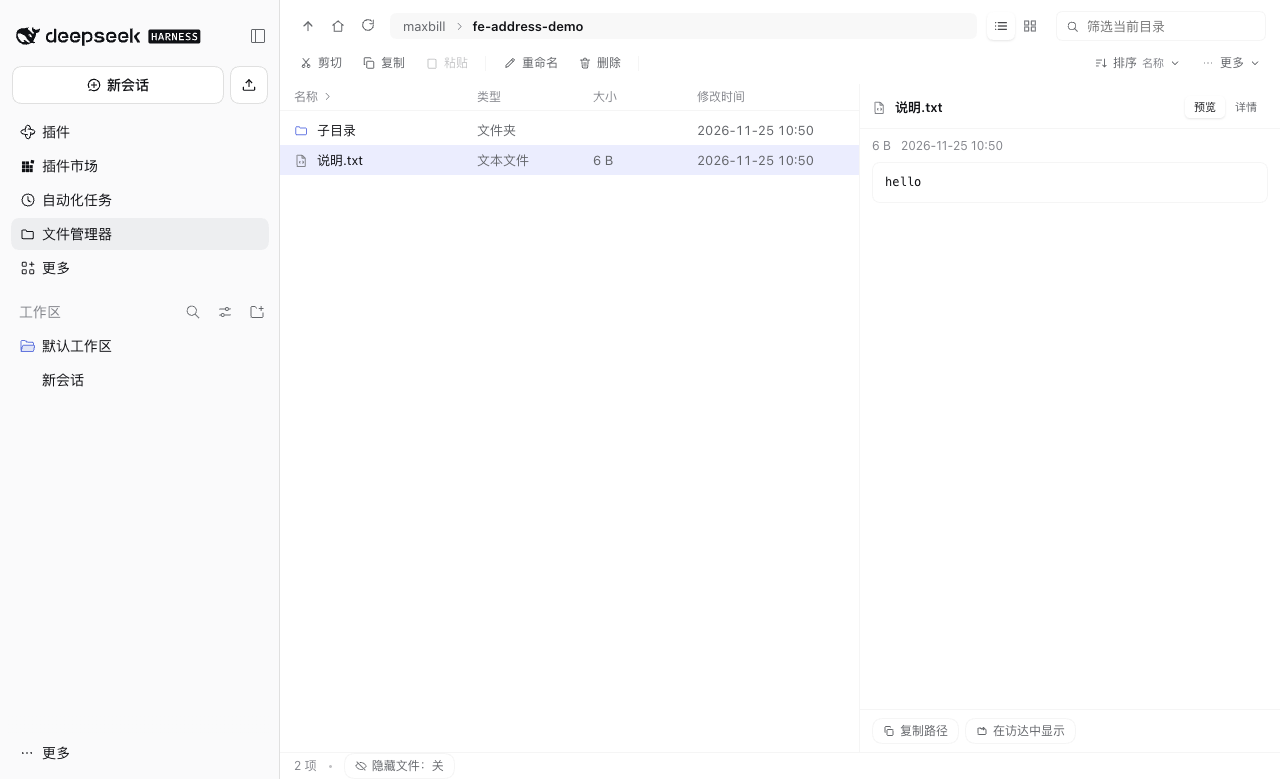 deepseek HARNESS
新会话
插件
插件市场
自动化任务
文件管理器
更多
工作区
默认工作区
新会话
更多
maxbill > fe-address-demo
筛选当前目录
剪切 复制 粘贴 重命名 删除 排序 名称 ··· 更多
名称 类型 大小 修改时间
子目录 文件夹 2026-11-25 10:50
说明.txt 文本文件 6 B 2026-11-25 10:50
说明.txt 预览 详情
6 B 2026-11-25 10:50
hello
复制路径 在访达中显示
2 项 • 隐藏文件：关